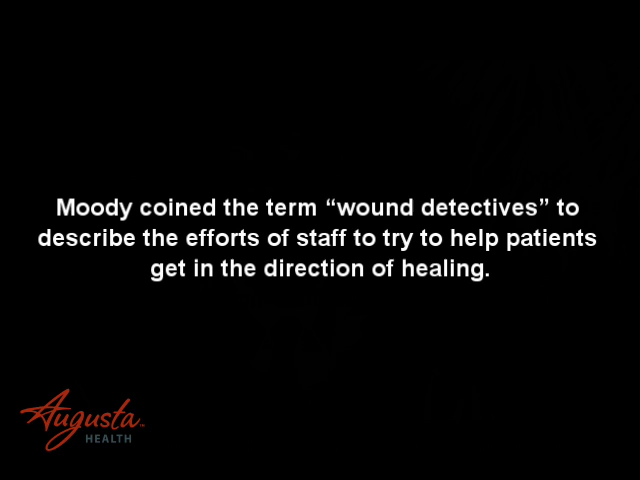 Moody coined the term “wound detectives” to
describe the efforts of staff to try to help patients
get in the direction of healing.
Augusta™
HEALTH